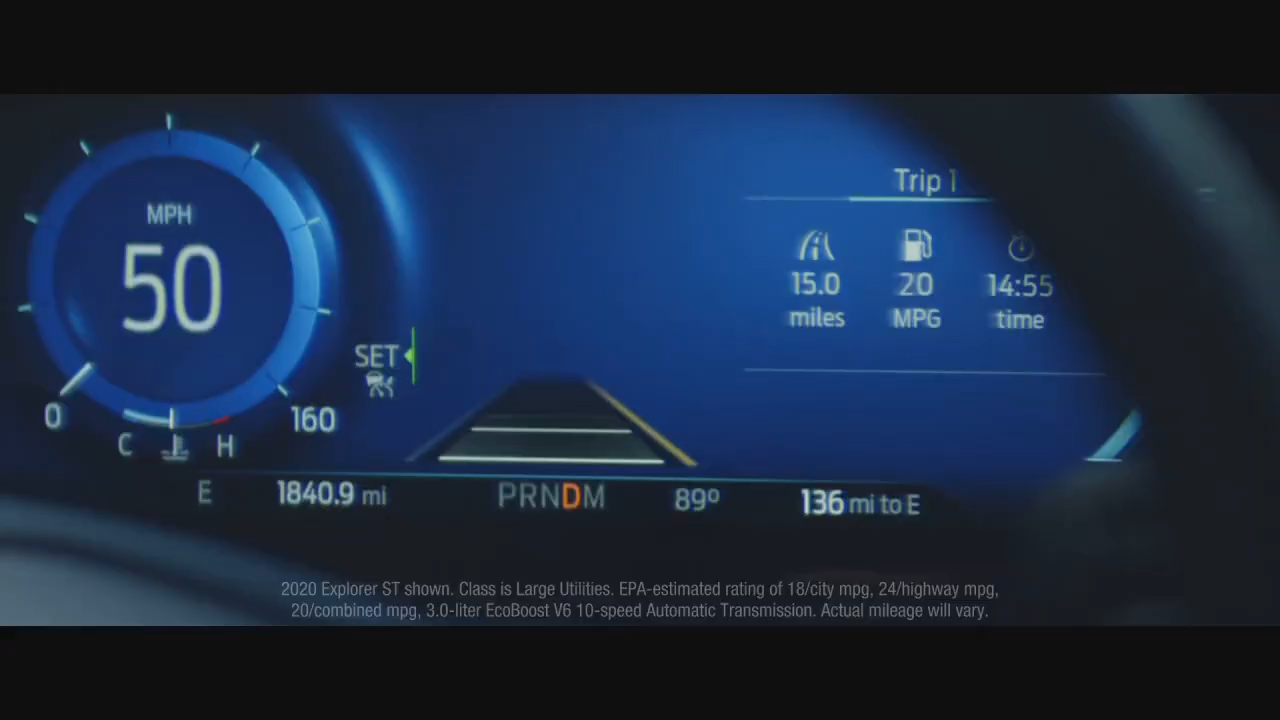 Trip 1
MPH
50
15.0
20
14:55
miles
MPG
time
SET
0
160
C
H
E
1840.9 mi
PRNDM
89º
136 mi to E
2020 Explorer ST shown. Class is Large Utilities. EPA-estimated rating of 18/city mpg, 24/highway mpg,
20/combined mpg, 3.0-liter EcoBoost V6 10-speed Automatic Transmission. Actual mileage will vary.